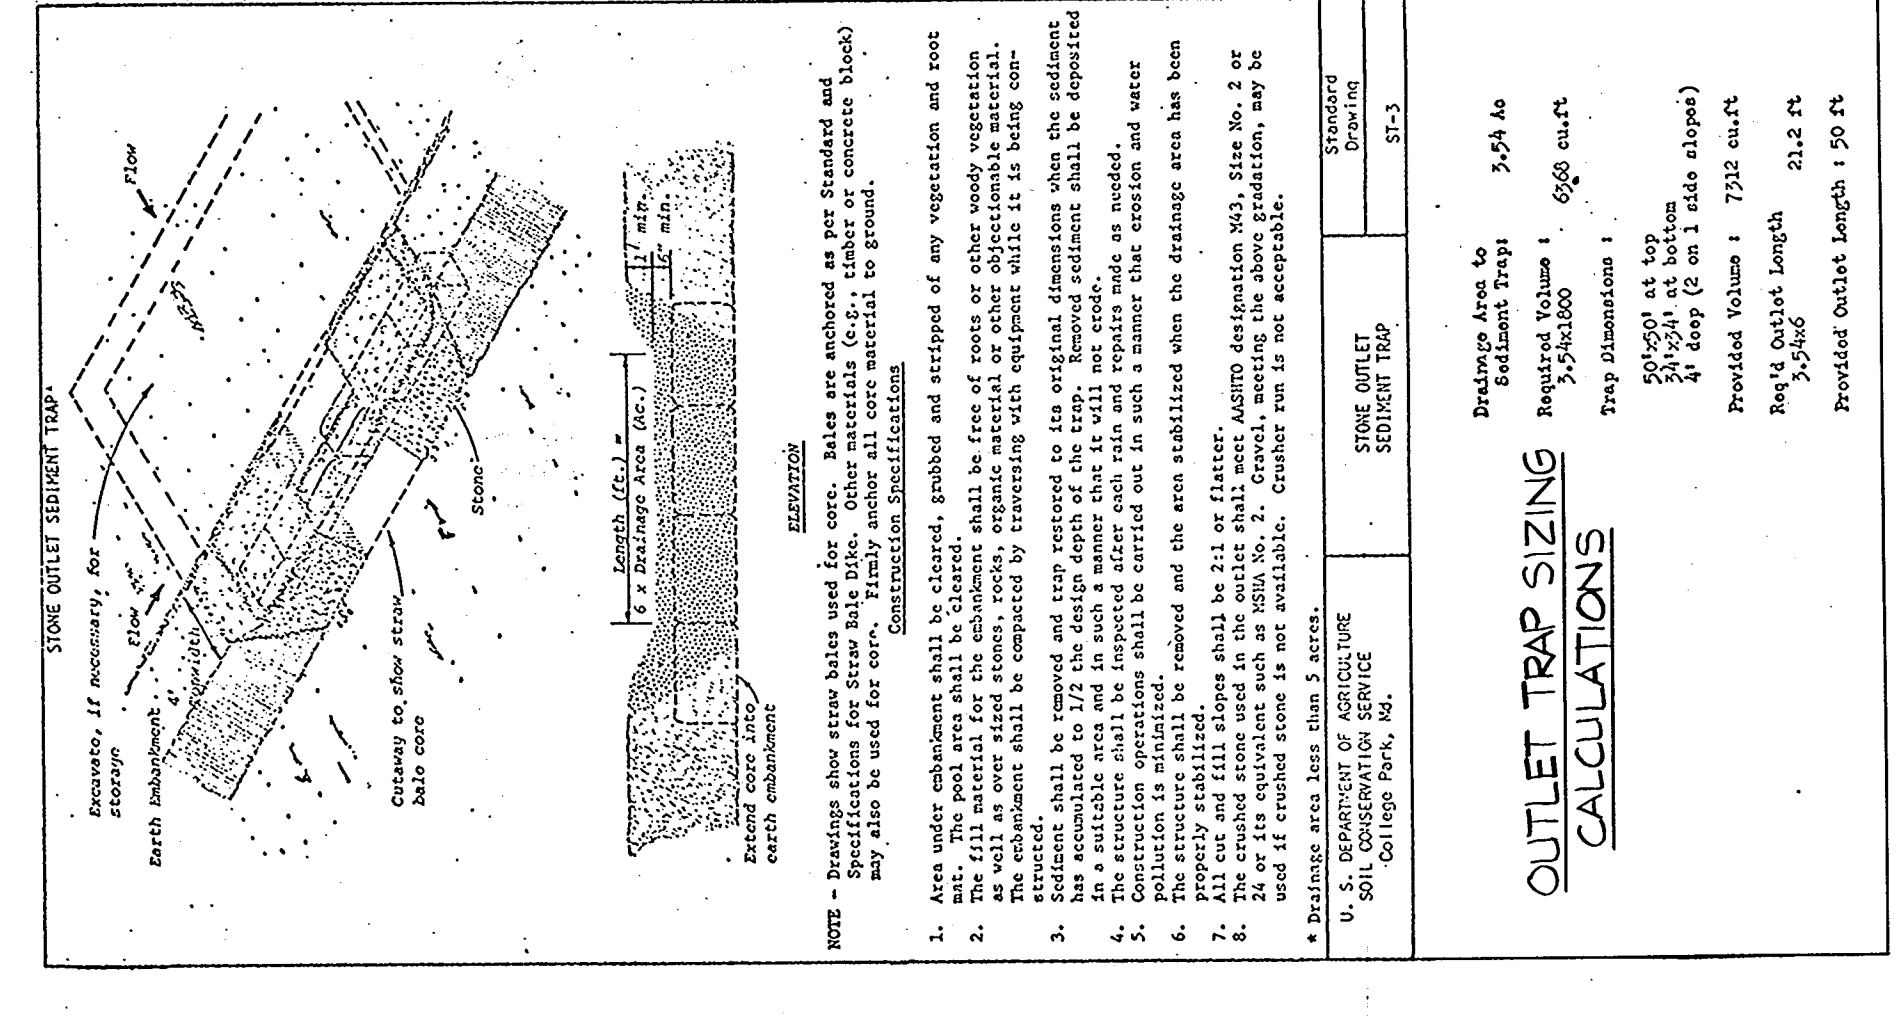 STONE OUTLET SEDIMENT TRAP*
Excavate, if necessary, for
storage
Flow
Flow
Earth Embankment
4'
topwidth
Cutaway to show straw
bale core
Stone
Length (ft.) =
6 x Drainage Area (Ac.)
1' min.
6" min.
Extend core into
earth embankment
ELEVATION
NOTE - Drawings show straw bales used for core. Bales are anchored as per Standard and
Specifications for Straw Bale Dike. Other materials (e.g., timber or concrete block)
may also be used for core. Firmly anchor all core material to ground.
Construction Specifications
1. Area under embankment shall be cleared, grubbed and stripped of any vegetation and root
mat. The pool area shall be cleared.
2. The fill material for the embankment shall be free of roots or other woody vegetation
as well as over sized stones, rocks, organic material or other objectionable material.
The embankment shall be compacted by traversing with equipment while it is being con-
structed.
3. Sediment shall be removed and trap restored to its original dimensions when the sediment
has accumulated to 1/2 the design depth of the trap. Removed sediment shall be deposited
in a suitable area and in such a manner that it will not erode.
4. The structure shall be inspected after each rain and repairs made as needed.
5. Construction operations shall be carried out in such a manner that erosion and water
pollution is minimized.
6. The structure shall be removed and the area stabilized when the drainage area has been
properly stabilized.
7. All cut and fill slopes shall be 2:1 or flatter.
8. The crushed stone used in the outlet shall meet AASHTO designation M43, Size No. 2 or
24 or its equivalent such as MSHA No. 2. Gravel, meeting the above gradation, may be
used if crushed stone is not available. Crusher run is not acceptable.
* Drainage area less than 5 acres.
U. S. DEPARTMENT OF AGRICULTURE
SOIL CONSERVATION SERVICE
College Park, Md.
STONE OUTLET
SEDIMENT TRAP
Standard
Drawing
ST-3
OUTLET TRAP SIZING
CALCULATIONS
Drainage Area to
Sediment Trap: 3.54 Ac
Required Volume :
3.54x1800 6368 cu.ft
Trap Dimensions :
50'x50' at top
34'x34' at bottom
4' deep (2 on 1 side slopes)
Provided Volume : 7312 cu.ft
Req'd Outlet Length
3.54x6 21.2 ft
Provided Outlet Length : 50 ft